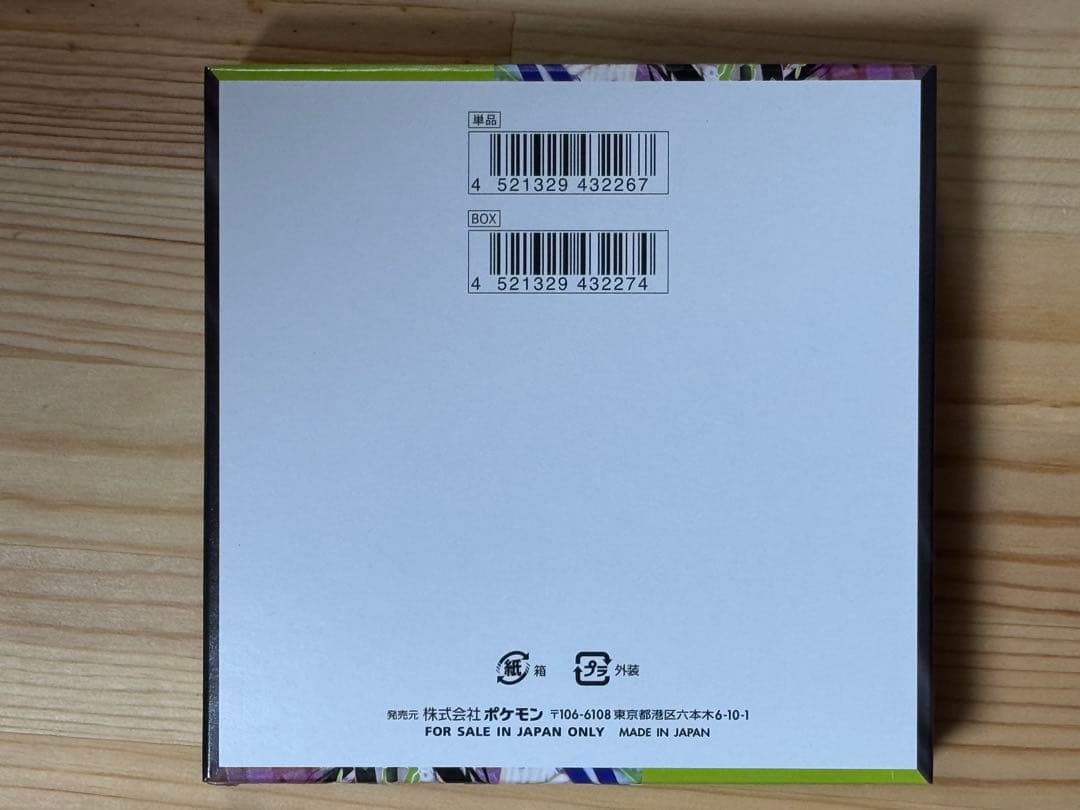 単品
4 521329 432267
BOX
4 521329 432274
紙 箱 プラ 外装
発売元 株式会社ポケモン 〒106-6108 東京都港区六本木6-10-1
FOR SALE IN JAPAN ONLY MADE IN JAPAN